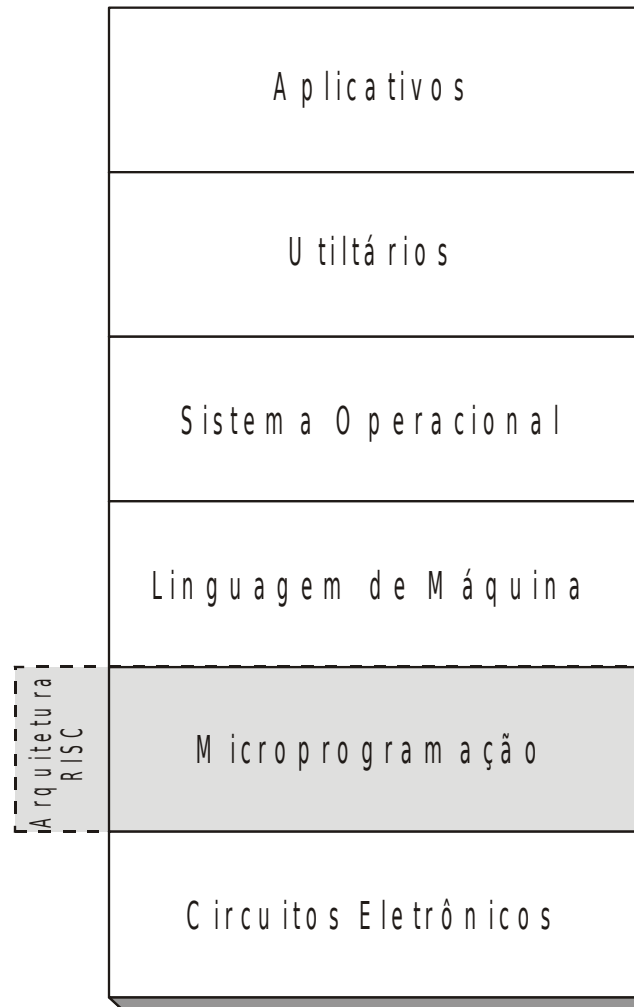 Aplicativos
Utiltários
Sistema Operacional
Linguagem de Máquina
Arquitetura
RISC
Microprogramação
Circuitos Eletrônicos